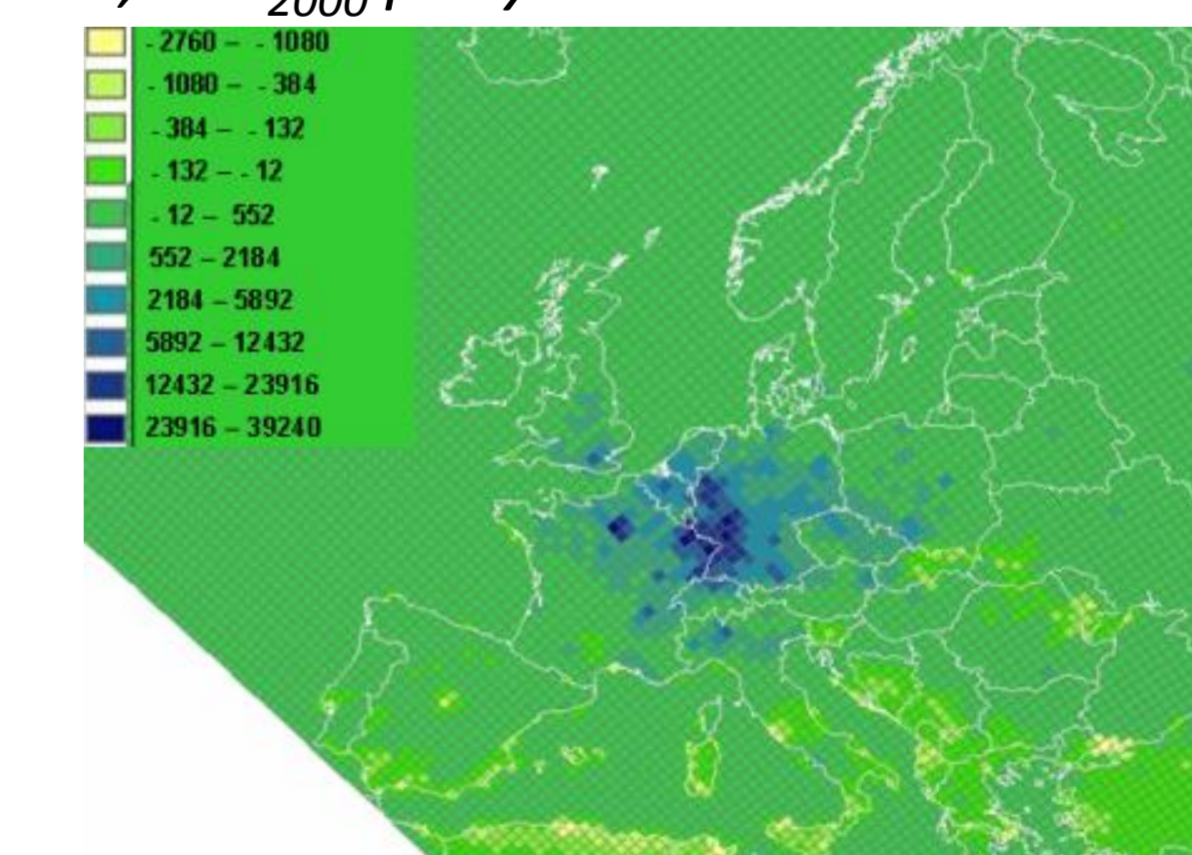 2000
- 2760 – - 1080
- 1080 – - 384
- 384 – - 132
- 132 – - 12
- 12 – 552
552 – 2184
2184 – 5892
5892 – 12432
12432 – 23916
23916 – 39240